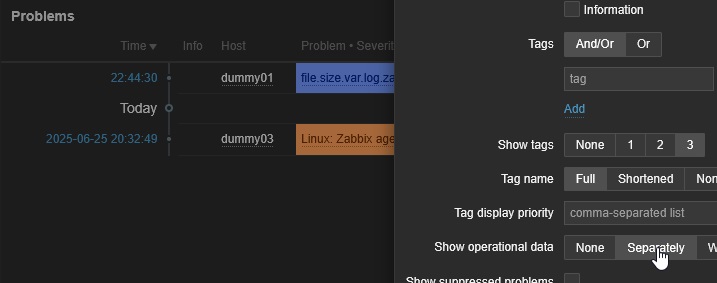 Problems
Time Info Host Problem • Severit
22:44:30 dummy01 file.size.var.log.za
Today
2025-06-25 20:32:49 dummy03 Linux: Zabbix age
Information
Tags And/Or Or
tag
Add
Show tags None 1 2 3
Tag name Full Shortened Non
Tag display priority comma-separated list
Show operational data None Separately W
Show suppressed problems